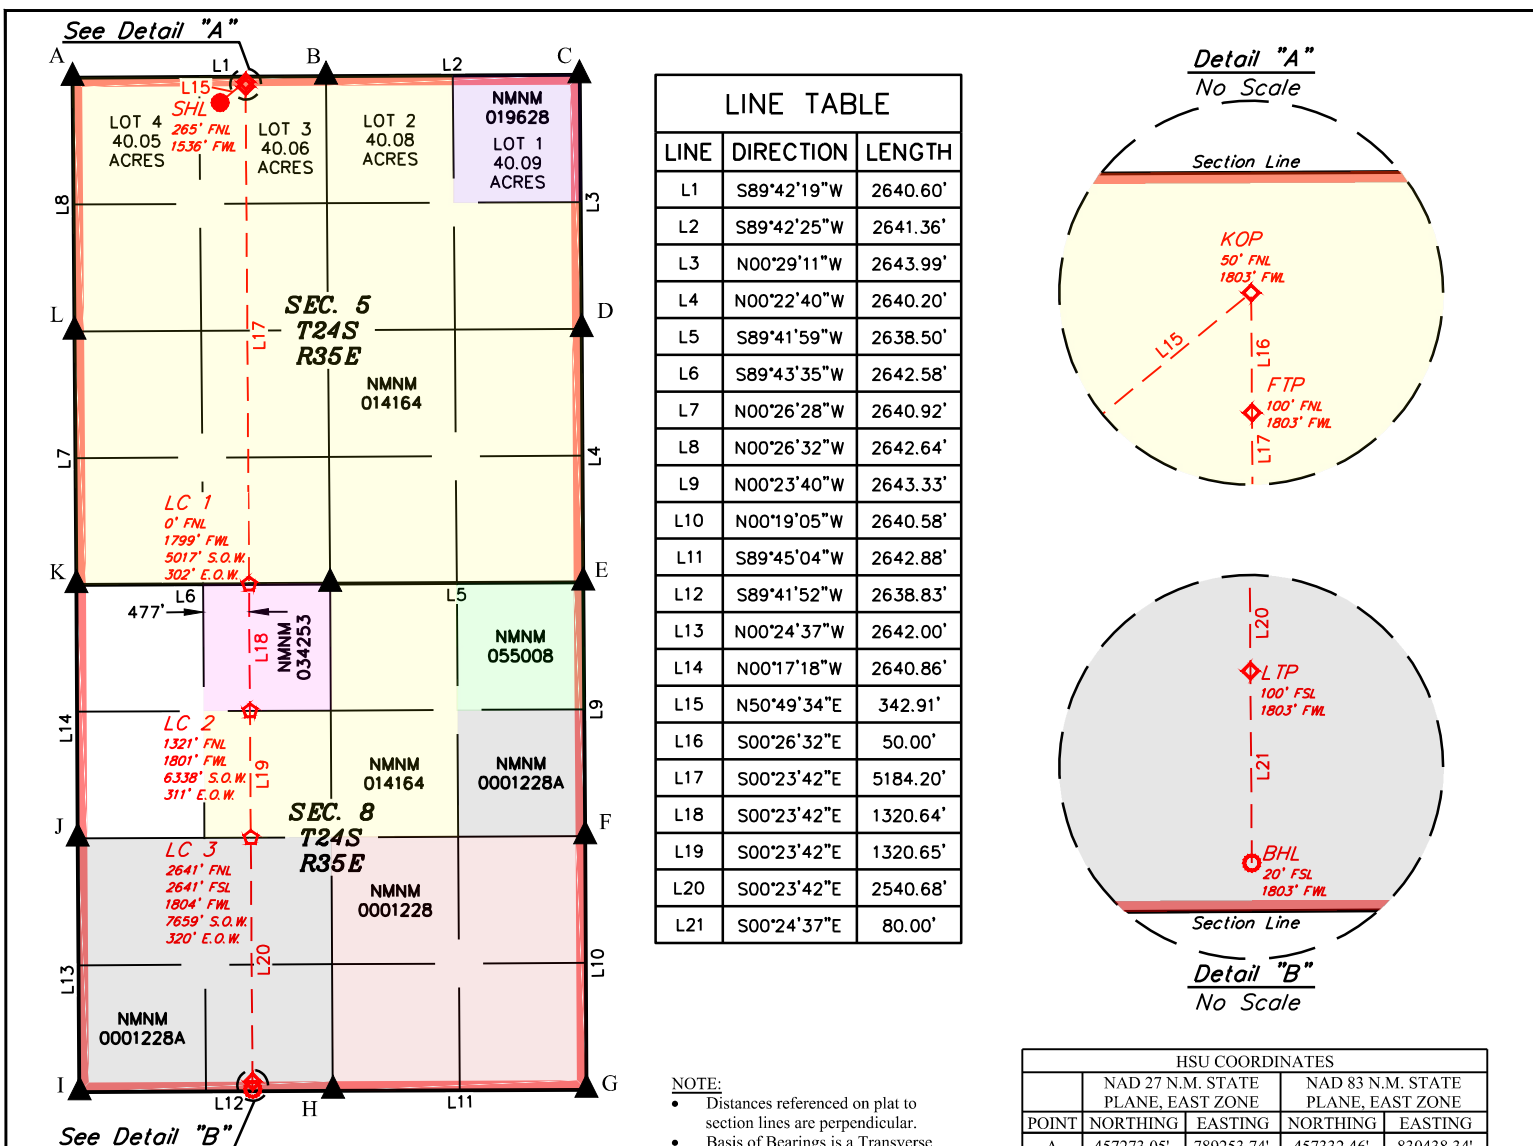 See Detail "A"
A
B
C
L1
L2
L15
SHL
265' FNL
1536' FWL
LOT 4
40.05
ACRES
LOT 3
40.06
ACRES
LOT 2
40.08
ACRES
NMNM
019628
LOT 1
40.09
ACRES
L8
L3
L
D
SEC. 5
T24S
R35E
L17
NMNM
014164
L7
L4
LC 1
0' FNL
1799' FWL
5017' S.O.W.
302' E.O.W.
K
E
L6
L5
477'
L18
NMNM
034253
NMNM
055008
L14
L9
LC 2
1321' FNL
1801' FWL
6338' S.O.W.
311' E.O.W.
L19
NMNM
014164
NMNM
0001228A
J
F
SEC. 8
T24S
R35E
LC 3
2641' FNL
2641' FSL
1804' FWL
7659' S.O.W.
320' E.O.W.
NMNM
0001228
L20
L13
L10
NMNM
0001228A
I
G
L12
H
L11
See Detail "B"
LINE TABLE
LINE DIRECTION LENGTH
L1 S89°42'19"W 2640.60'
L2 S89°42'25"W 2641.36'
L3 N00°29'11"W 2643.99'
L4 N00°22'40"W 2640.20'
L5 S89°41'59"W 2638.50'
L6 S89°43'35"W 2642.58'
L7 N00°26'28"W 2640.92'
L8 N00°26'32"W 2642.64'
L9 N00°23'40"W 2643.33'
L10 N00°19'05"W 2640.58'
L11 S89°45'04"W 2642.88'
L12 S89°41'52"W 2638.83'
L13 N00°24'37"W 2642.00'
L14 N00°17'18"W 2640.86'
L15 N50°49'34"E 342.91'
L16 S00°26'32"E 50.00'
L17 S00°23'42"E 5184.20'
L18 S00°23'42"E 1320.64'
L19 S00°23'42"E 1320.65'
L20 S00°23'42"E 2540.68'
L21 S00°24'37"E 80.00'
NOTE:
• Distances referenced on plat to
section lines are perpendicular.
• Basis of Bearings is a Transverse
Detail "A"
No Scale
Section Line
KOP
50' FNL
1803' FWL
L15
L16
FTP
100' FNL
1803' FWL
L17
L20
LTP
100' FSL
1803' FWL
L21
BHL
20' FSL
1803' FWL
Section Line
Detail "B"
No Scale
HSU COORDINATES
NAD 27 N.M. STATE
PLANE, EAST ZONE
NAD 83 N.M. STATE
PLANE, EAST ZONE
POINT NORTHING EASTING NORTHING EASTING
A 457273.05' 789253.74' 457332.46' 830438.24'